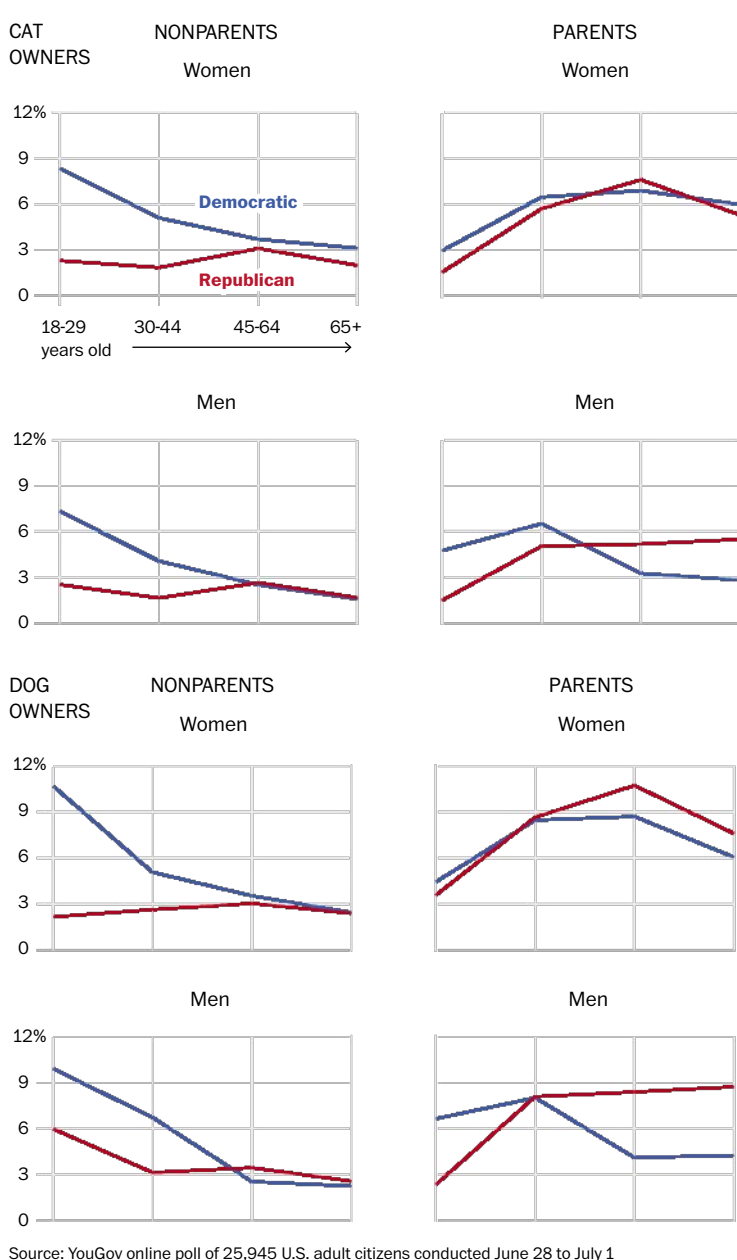 CAT
OWNERS
NONPARENTS
PARENTS
Women
Women
12%
9
6
3
0
Democratic
Republican
18-29
years old
30-44
45-64
65+
Men
Men
12%
9
6
3
0
DOG
OWNERS
NONPARENTS
PARENTS
Women
Women
12%
9
6
3
0
Men
Men
12%
9
6
3
0
Source: YouGov online poll of 25,945 U.S. adult citizens conducted June 28 to July 1